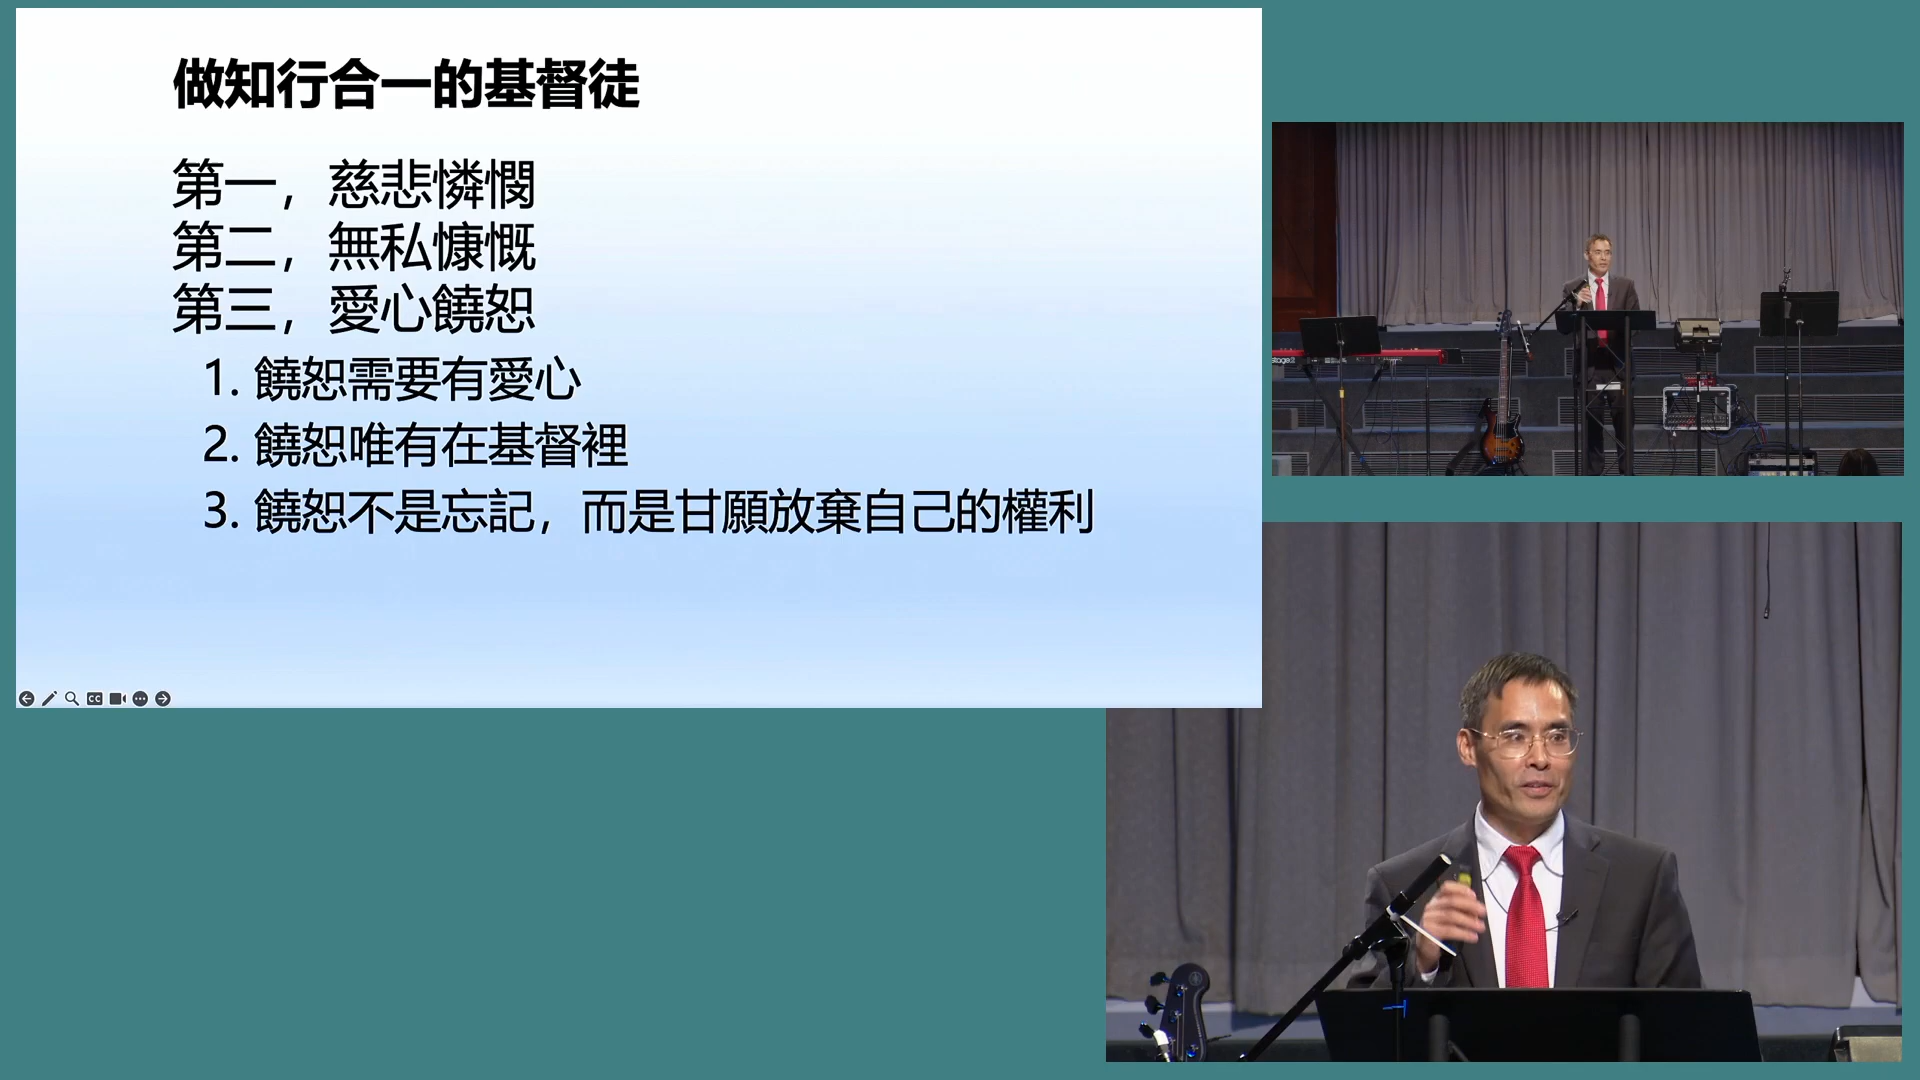 做知行合一的基督徒
第一，慈悲憐憫
第二，無私慷慨
第三，愛心饒恕
1. 饒恕需要有愛心
2. 饒恕唯有在基督裡
3. 饒恕不是忘記，而是甘願放棄自己的權利
CC
stage2